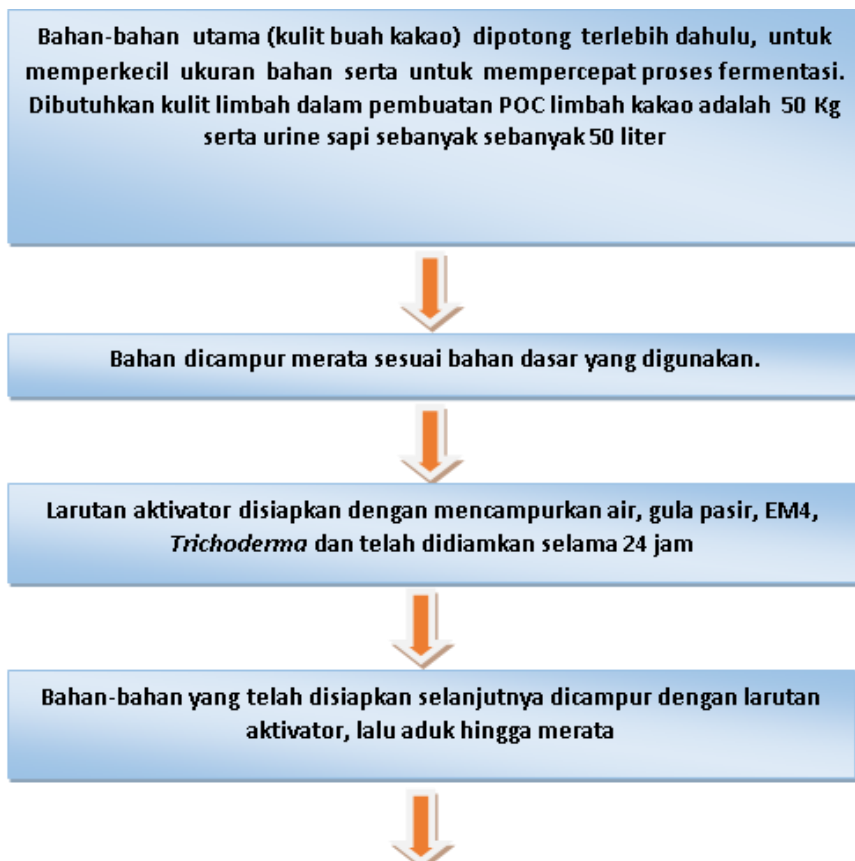 Bahan-bahan utama (kulit buah kakao) dipotong terlebih dahulu, untuk
memperkecil ukuran bahan serta untuk mempercepat proses fermentasi.
Dibutuhkan kulit limbah dalam pembuatan POC limbah kakao adalah 50 Kg
serta urine sapi sebanyak sebanyak 50 liter
Bahan dicampur merata sesuai bahan dasar yang digunakan.
Larutan aktivator disiapkan dengan mencampurkan air, gula pasir, EM4,
Trichoderma dan telah didiamkan selama 24 jam
Bahan-bahan yang telah disiapkan selanjutnya dicampur dengan larutan
aktivator, lalu aduk hingga merata